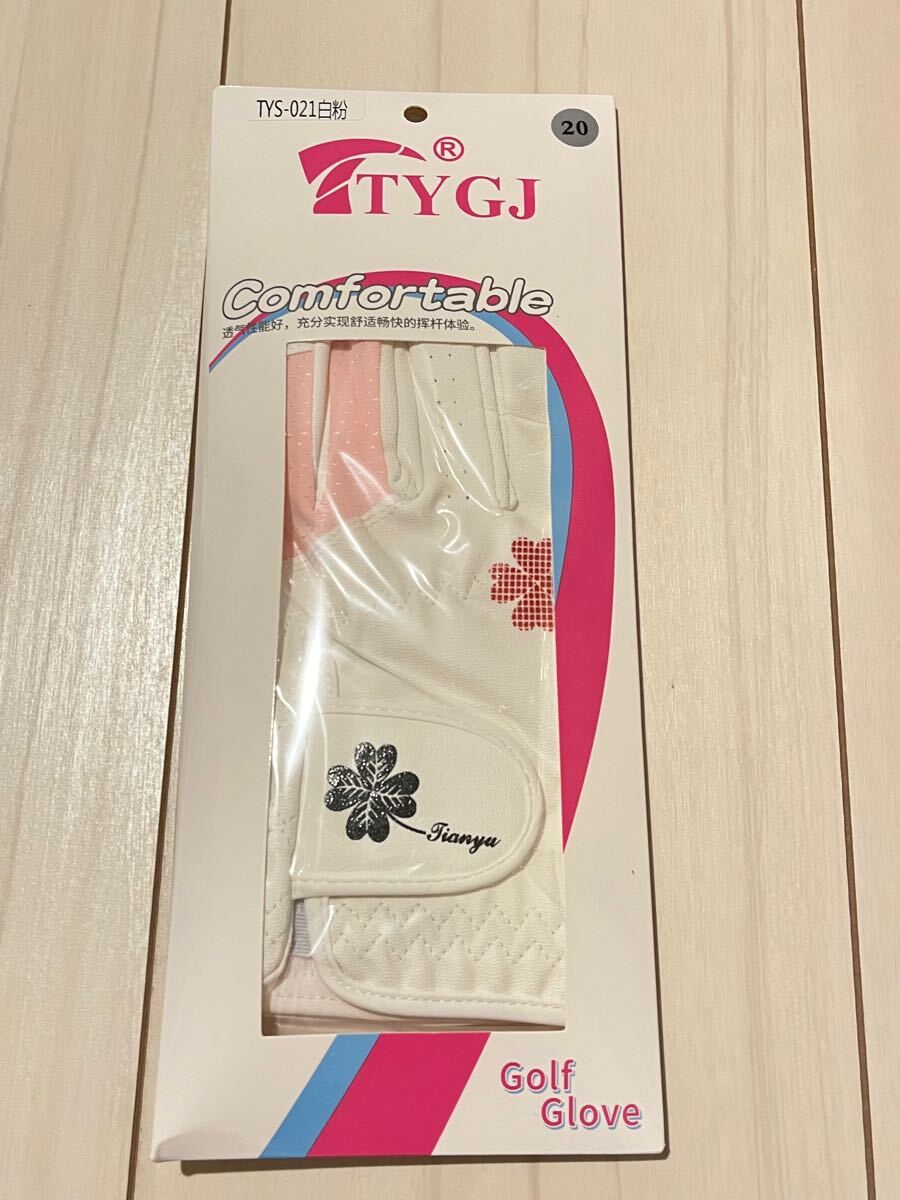 TYS-021白粉
20
®
TYGJ
Comfortable
透气性能好，充分实现舒适畅快的挥杆体验。
Tianyu
Golf
Glove